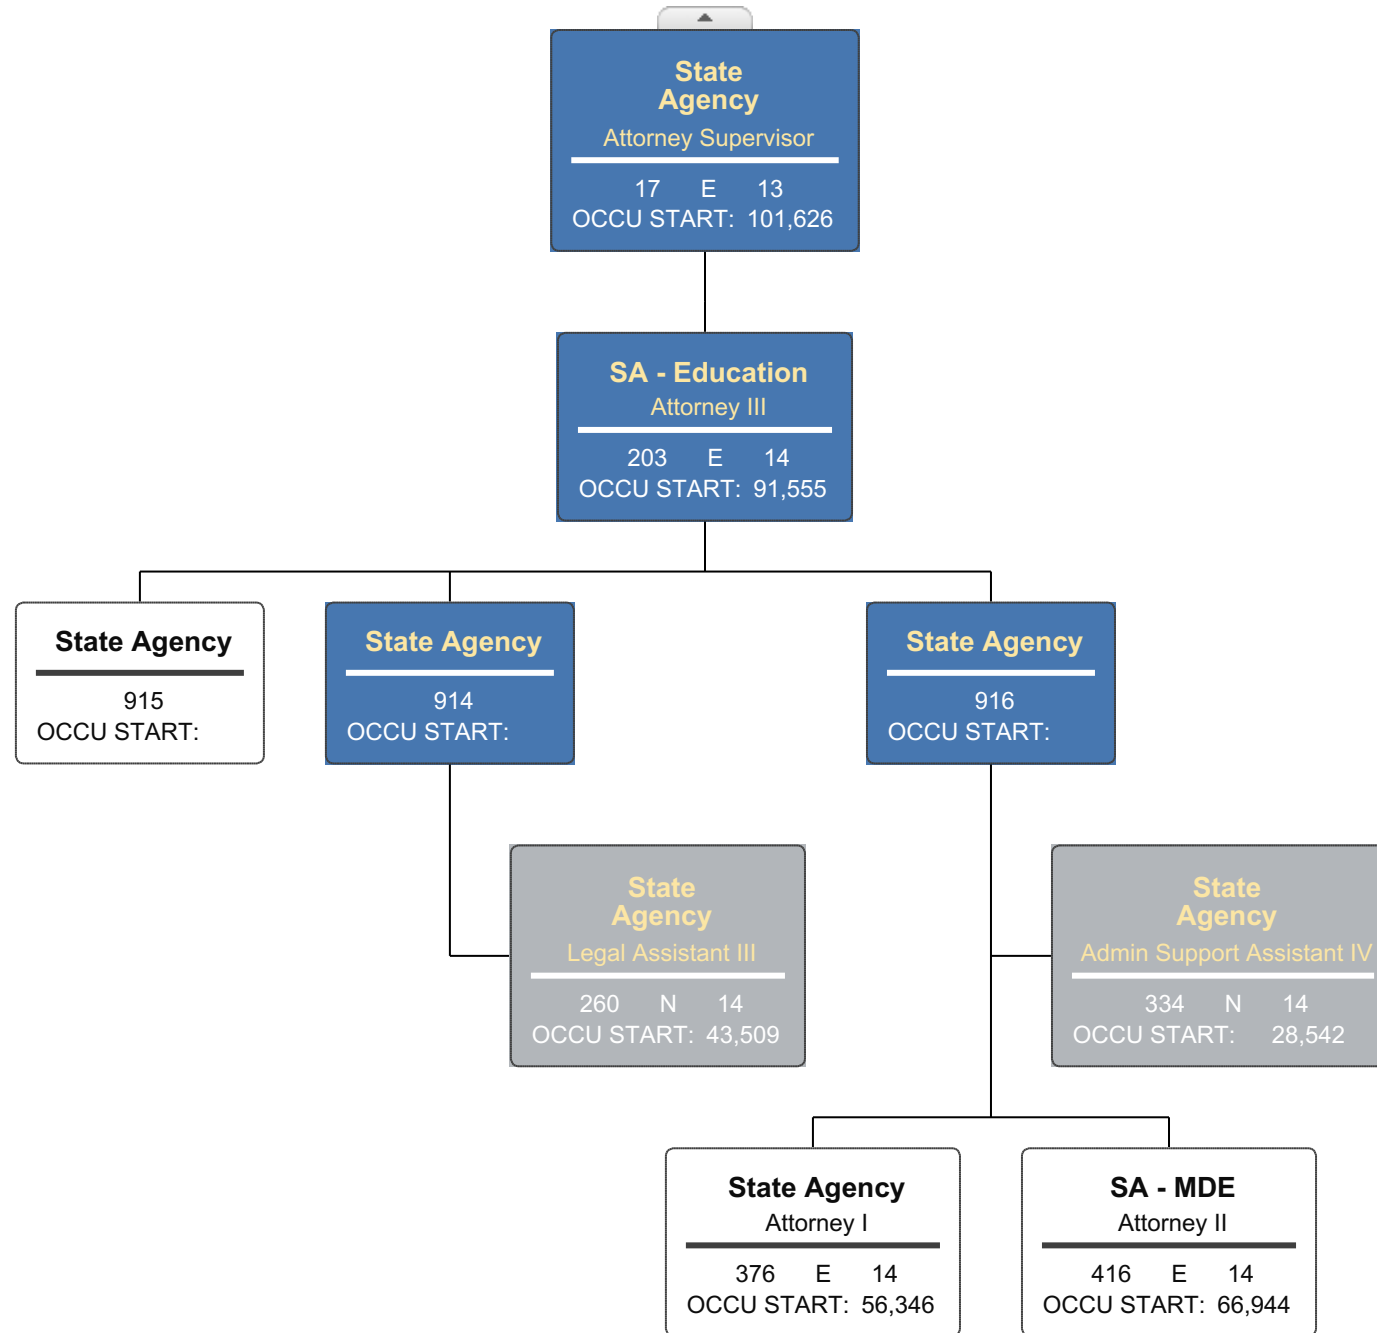 State
Agency
Attorney Supervisor
17 E 13
OCCU START: 101,626
SA - Education
Attorney III
203 E 14
OCCU START: 91,555
State Agency
915
OCCU START:
State Agency
914
OCCU START:
State Agency
916
OCCU START:
State
Agency
Legal Assistant III
260 N 14
OCCU START: 43,509
State
Agency
Admin Support Assistant IV
334 N 14
OCCU START: 28,542
State Agency
Attorney I
376 E 14
OCCU START: 56,346
SA - MDE
Attorney II
416 E 14
OCCU START: 66,944